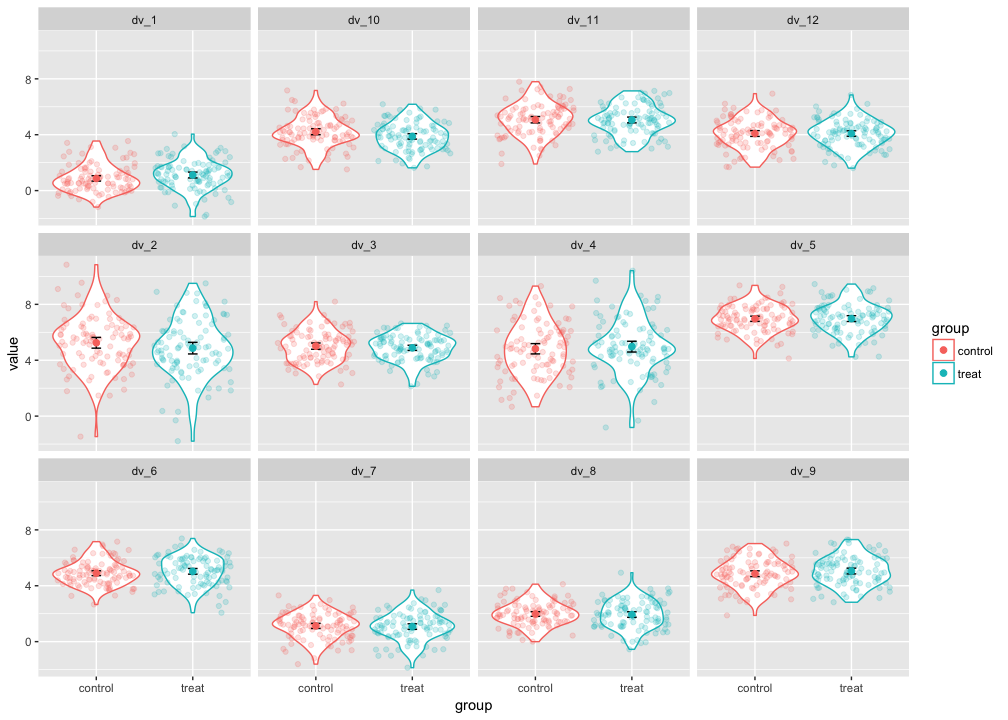 dv_1 dv_10 dv_11 dv_12
8
4
0
dv_2 dv_3 dv_4 dv_5
8
4
0
value
dv_6 dv_7 dv_8 dv_9
8
4
0
control treat control treat control treat control treat
group
group
control
treat